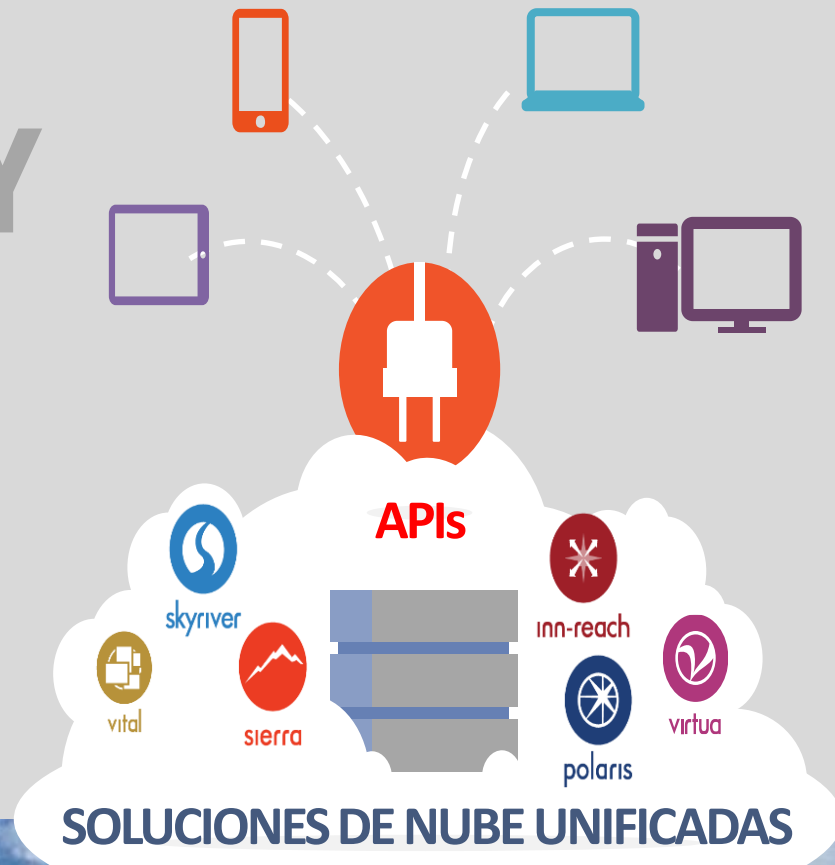 Y
APIs
skyriver
inn-reach
vital
sierra
virtua
polaris
SOLUCIONES DE NUBE UNIFICADAS